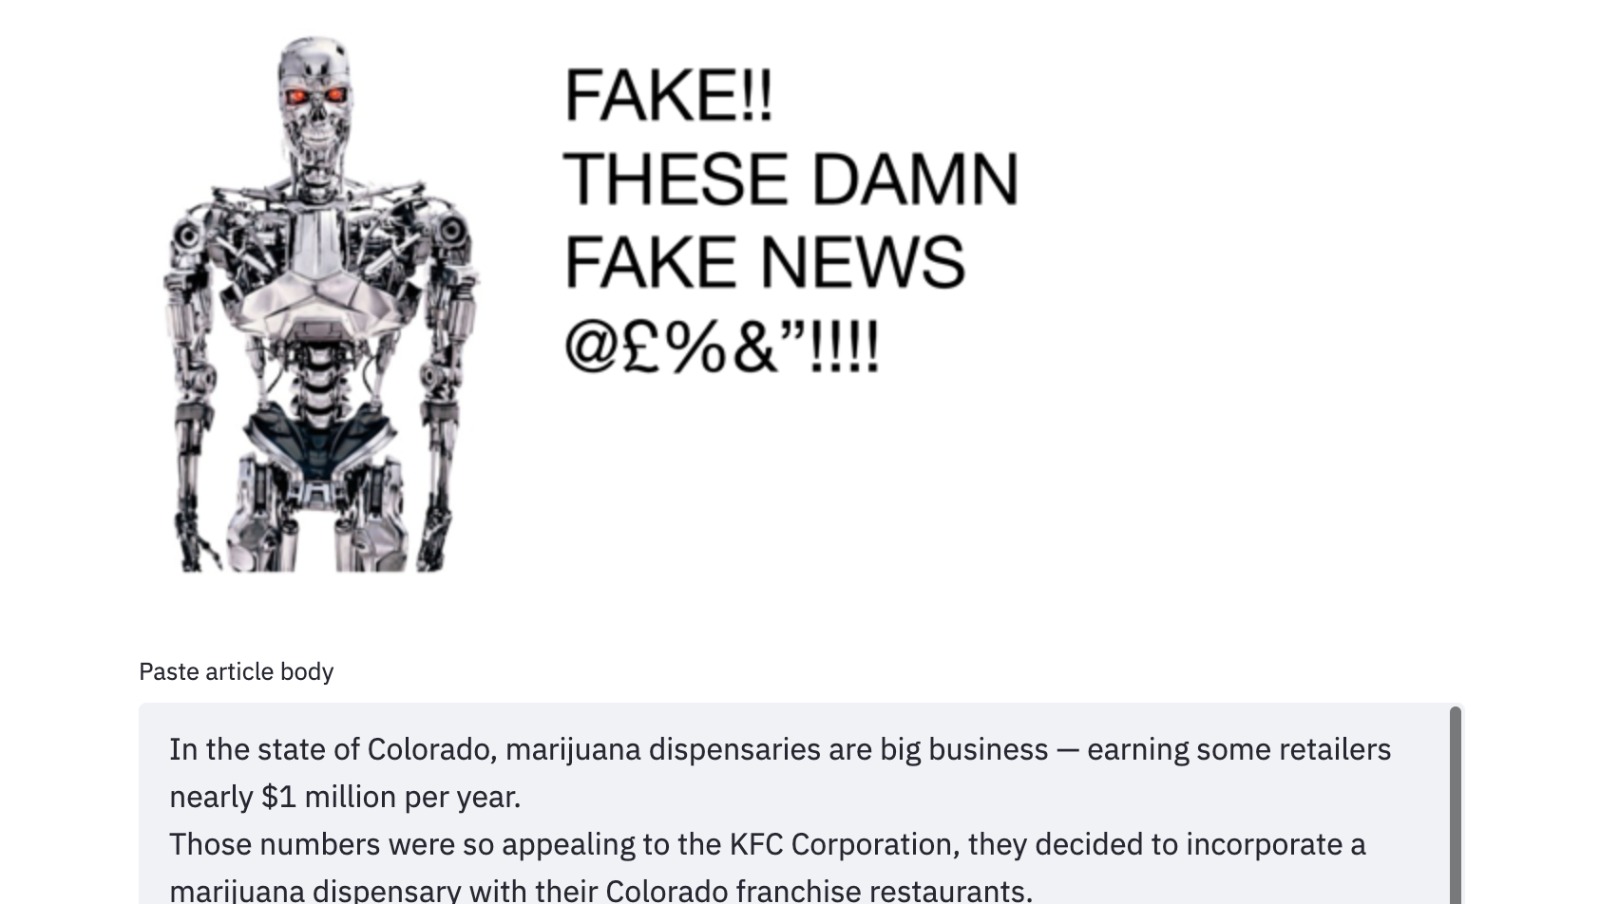 FAKE!!
THESE DAMN
FAKE NEWS
@£%&”!!!!
Paste article body
In the state of Colorado, marijuana dispensaries are big business — earning some retailers
nearly $1 million per year.
Those numbers were so appealing to the KFC Corporation, they decided to incorporate a
marijuana dispensary with their Colorado franchise restaurants.